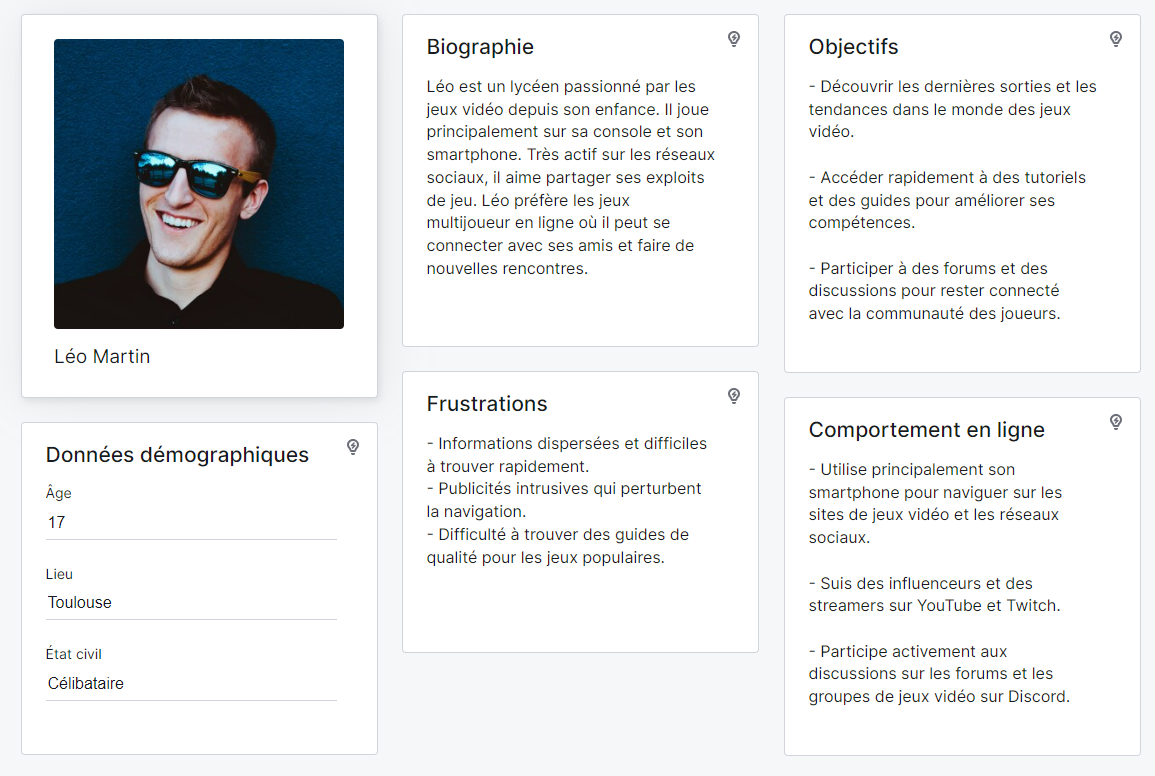 Léo Martin
Données démographiques
Âge
17
Lieu
Toulouse
État civil
Célibataire
Biographie
Léo est un lycéen passionné par les
jeux vidéo depuis son enfance. Il joue
principalement sur sa console et son
smartphone. Très actif sur les réseaux
sociaux, il aime partager ses exploits
de jeu. Léo préfère les jeux
multijoueur en ligne où il peut se
connecter avec ses amis et faire de
nouvelles rencontres.
Frustrations
- Informations dispersées et difficiles
à trouver rapidement.
- Publicités intrusives qui perturbent
la navigation.
- Difficulté à trouver des guides de
qualité pour les jeux populaires.
Objectifs
- Découvrir les dernières sorties et les
tendances dans le monde des jeux
vidéo.
- Accéder rapidement à des tutoriels
et des guides pour améliorer ses
compétences.
- Participer à des forums et des
discussions pour rester connecté
avec la communauté des joueurs.
Comportement en ligne
- Utilise principalement son
smartphone pour naviguer sur les
sites de jeux vidéo et les réseaux
sociaux.
- Suis des influenceurs et des
streamers sur YouTube et Twitch.
- Participe activement aux
discussions sur les forums et les
groupes de jeux vidéo sur Discord.